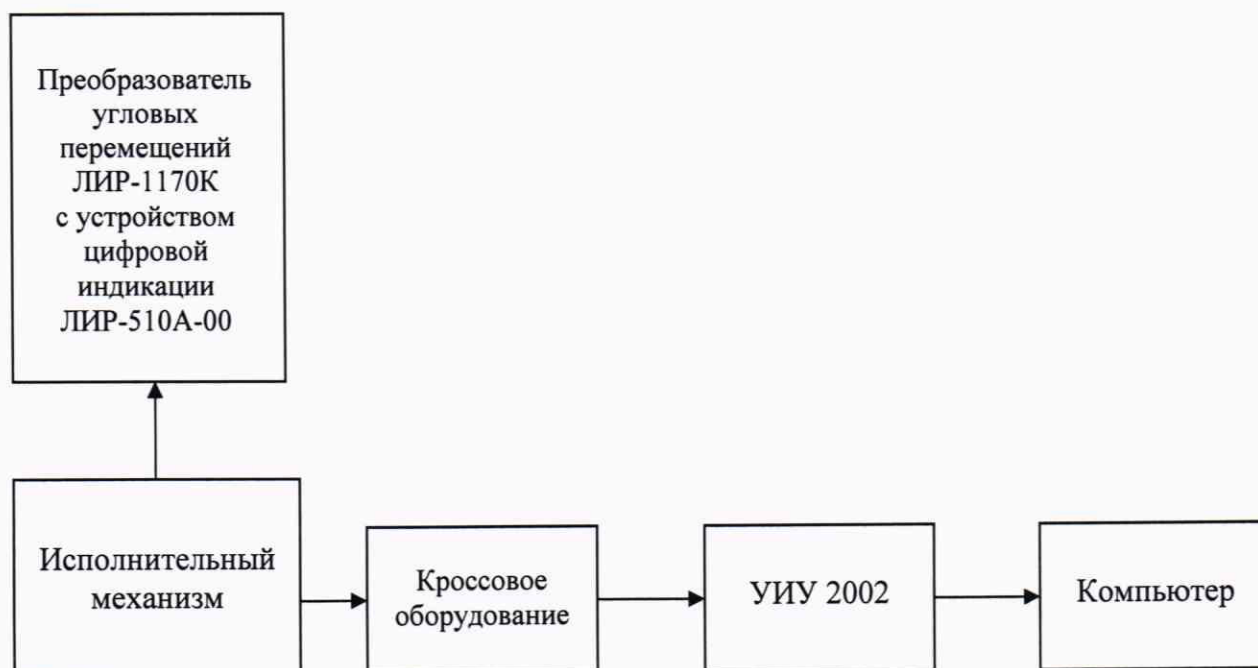 Преобразователь
угловых
перемещений
ЛИР-1170К
с устройством
цифровой
индикации
ЛИР-510А-00
Исполнительный
механизм
Кроссовое
оборудование
УИУ 2002
Компьютер